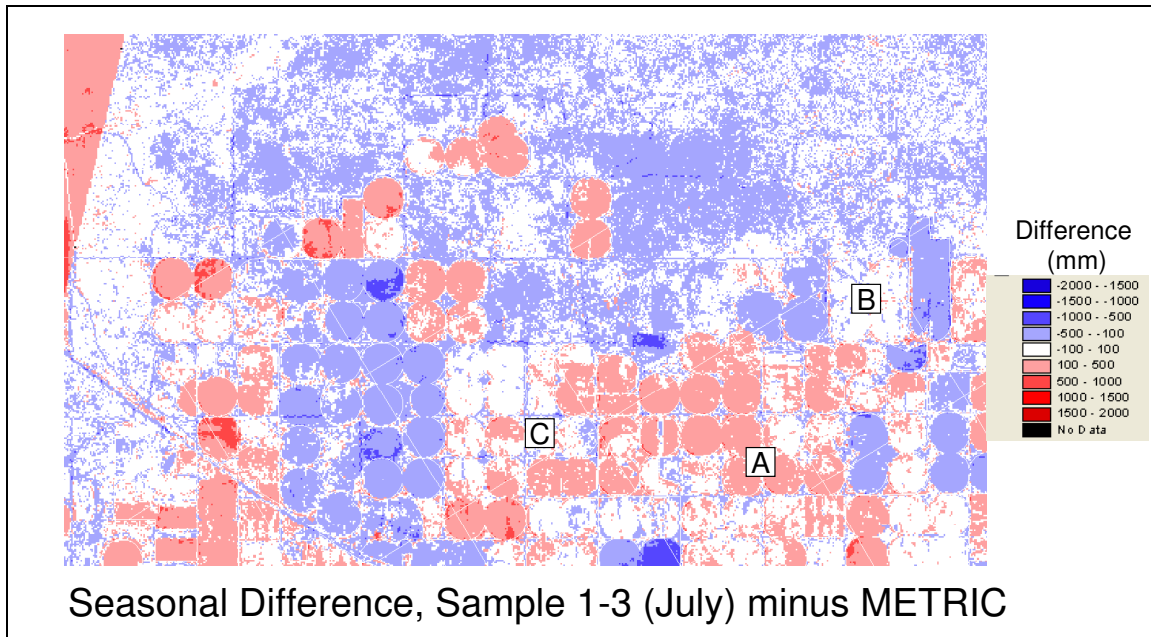 B
C
A
Difference
(mm)
-2000 - -1500
-1500 - -1000
-1000 - -500
-500 - -100
-100 - 100
100 - 500
500 - 1000
1000 - 1500
1500 - 2000
No Data
Seasonal Difference, Sample 1-3 (July) minus METRIC